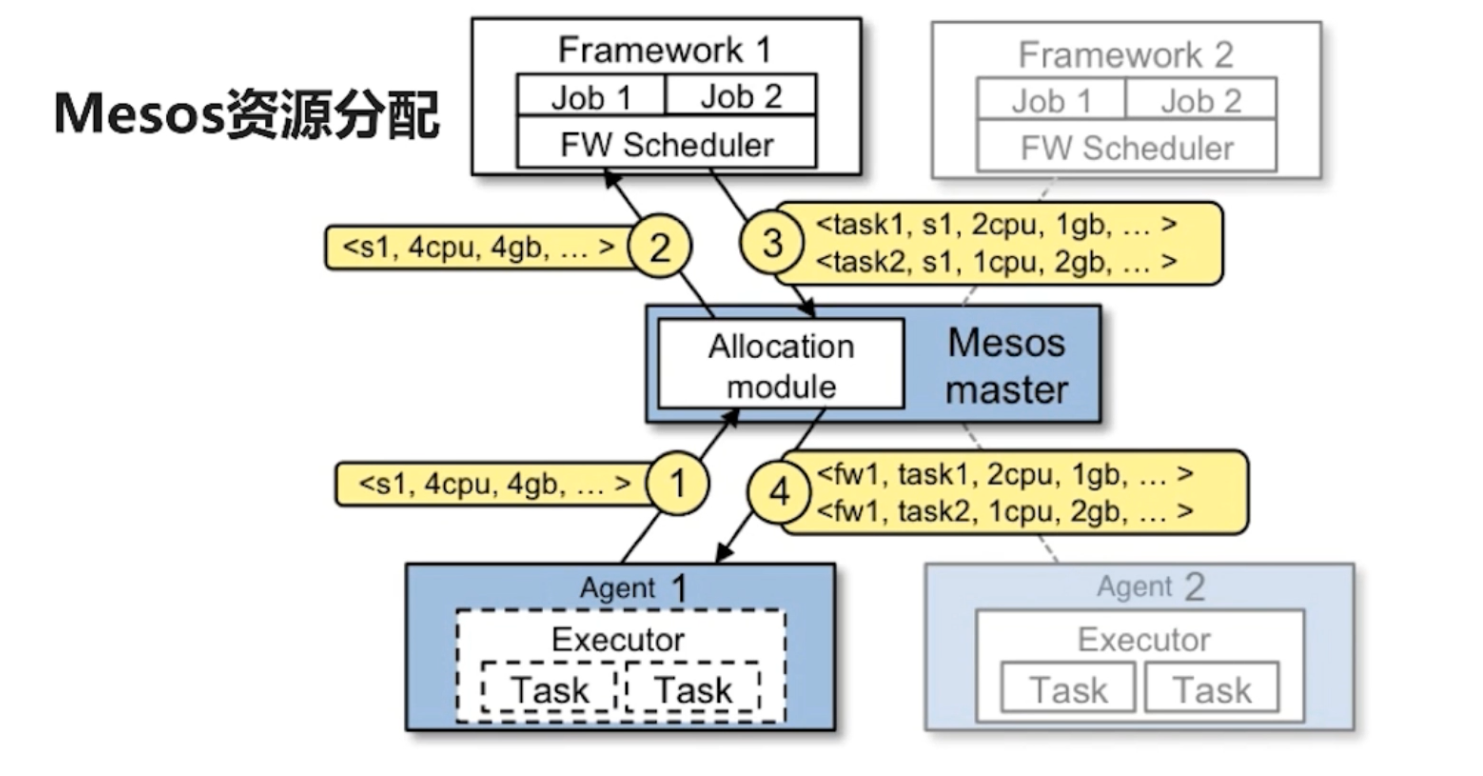 Mesos资源分配
Framework 1
Job 1
Job 2
FW Scheduler
Framework 2
Job 1
Job 2
FW Scheduler
<s1, 4cpu, 4gb, ... >
2
3
<task1, s1, 2cpu, 1gb, ... >
<task2, s1, 1cpu, 2gb, ... >
Allocation
module
Mesos
master
<s1, 4cpu, 4gb, ... >
1
4
<fw1, task1, 2cpu, 1gb, ... >
<fw1, task2, 1cpu, 2gb, ... >
Agent 1
Executor
Task
Task
Agent 2
Executor
Task
Task